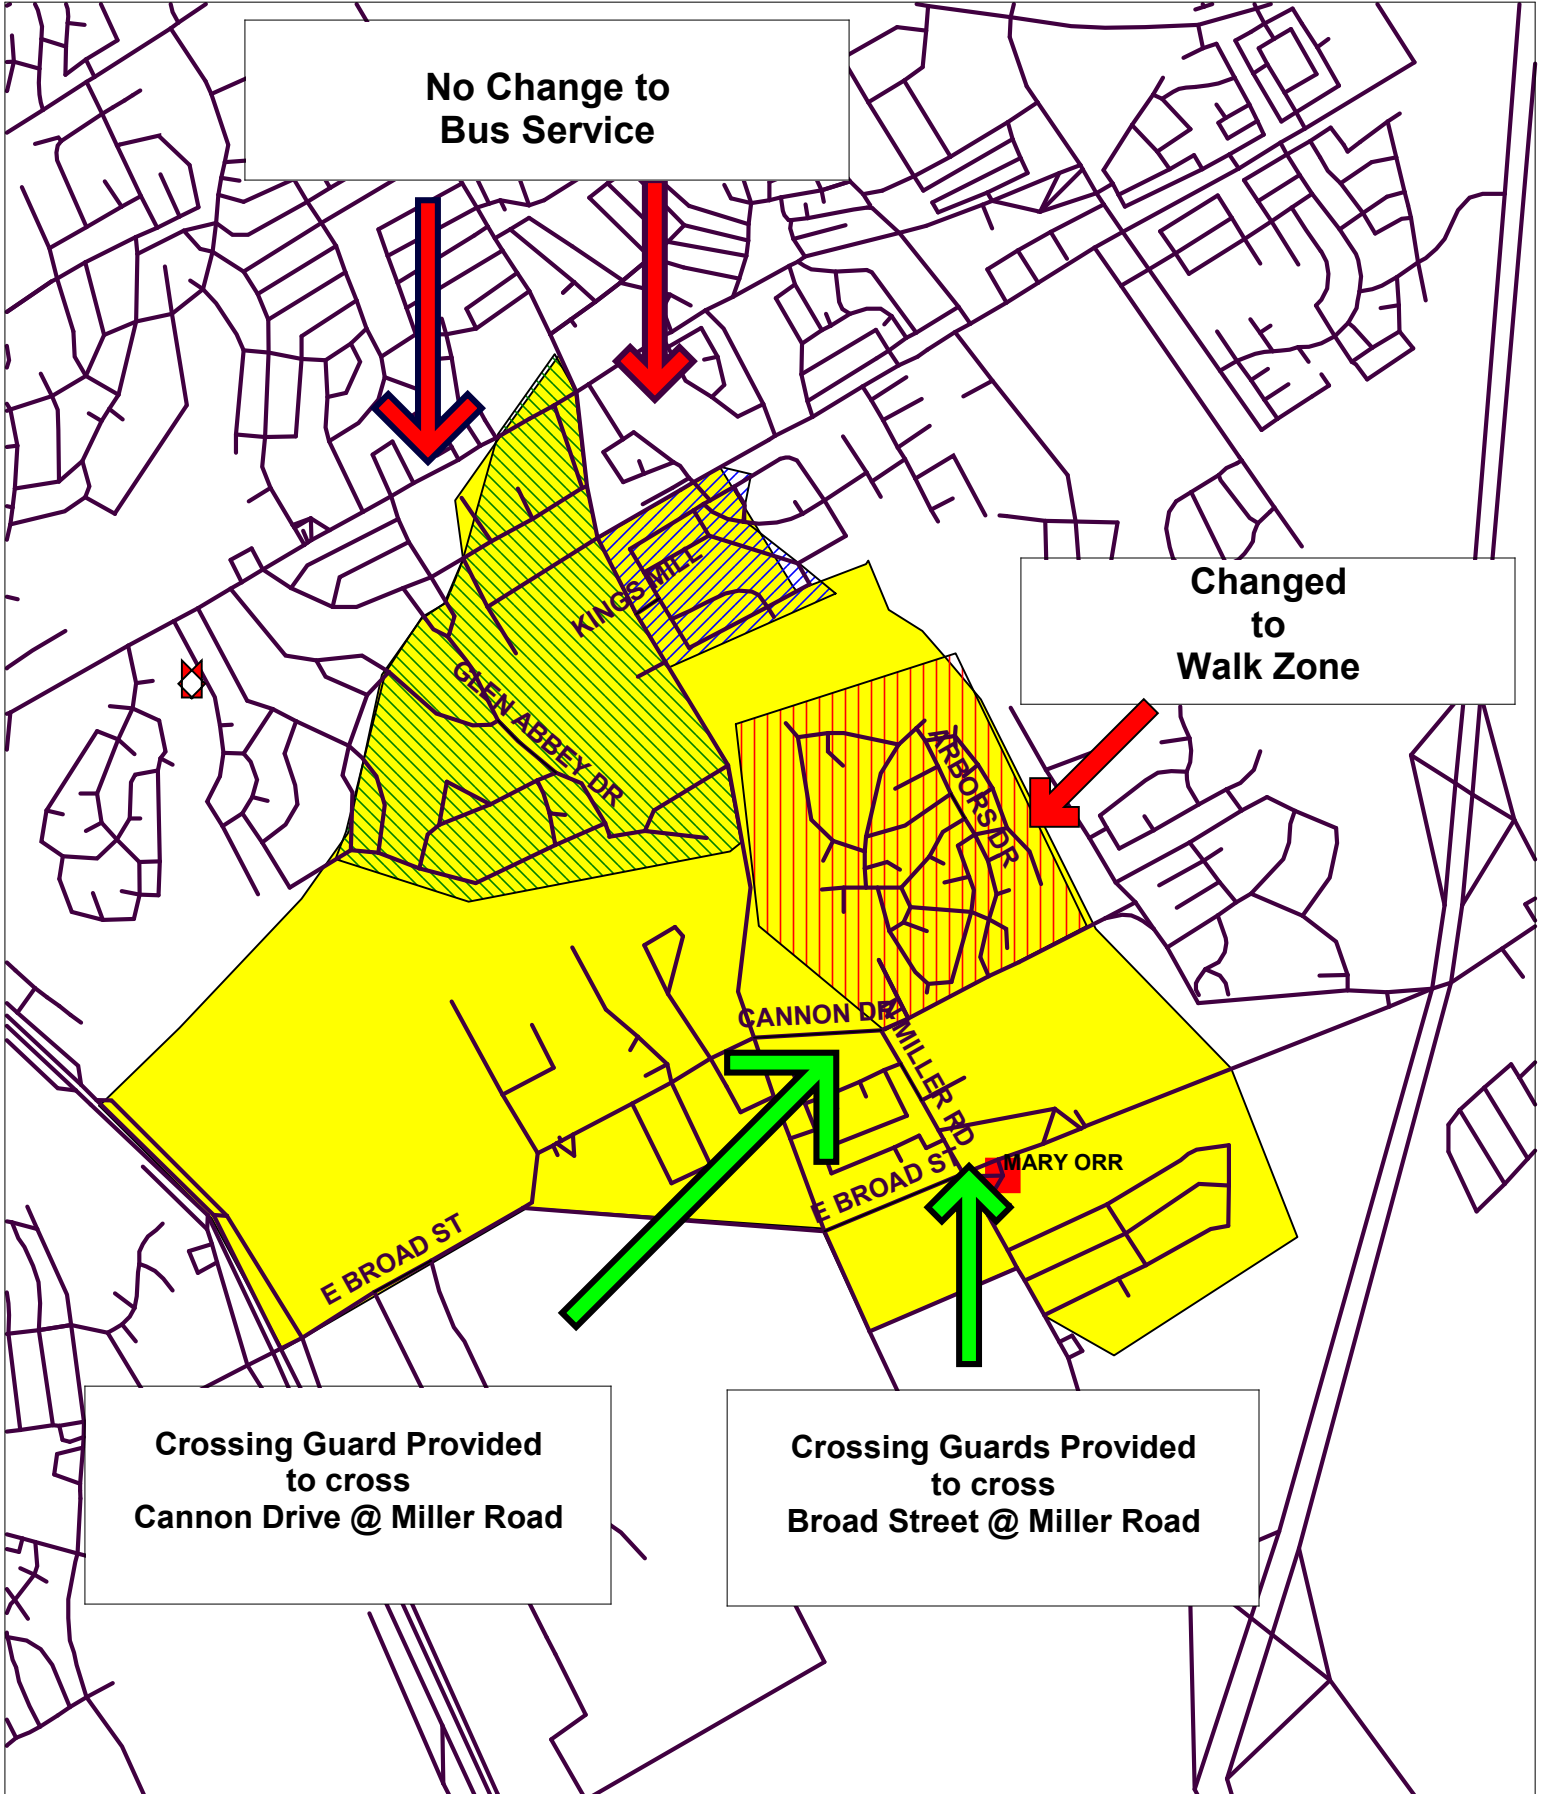 No Change to
Bus Service
Changed
to
Walk Zone
KINGS MILL
GLEN ABBEY DR
ARBORS DR
CANNON DR
MILLER RD
MARY ORR
E BROAD ST
E BROAD ST
Crossing Guard Provided
to cross
Cannon Drive @ Miller Road
Crossing Guards Provided
to cross
Broad Street @ Miller Road